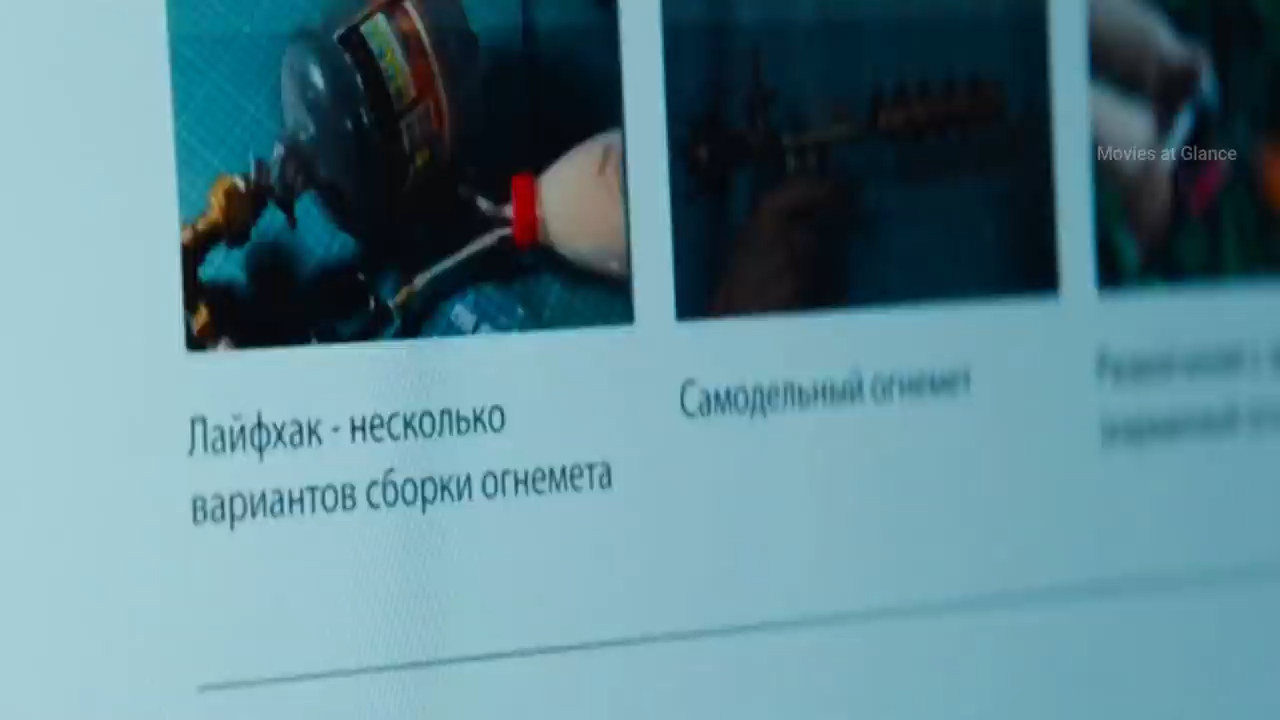 Movies at Glance
Лайфхак - несколько
вариантов сборки огнемета
Самодельный огнемет